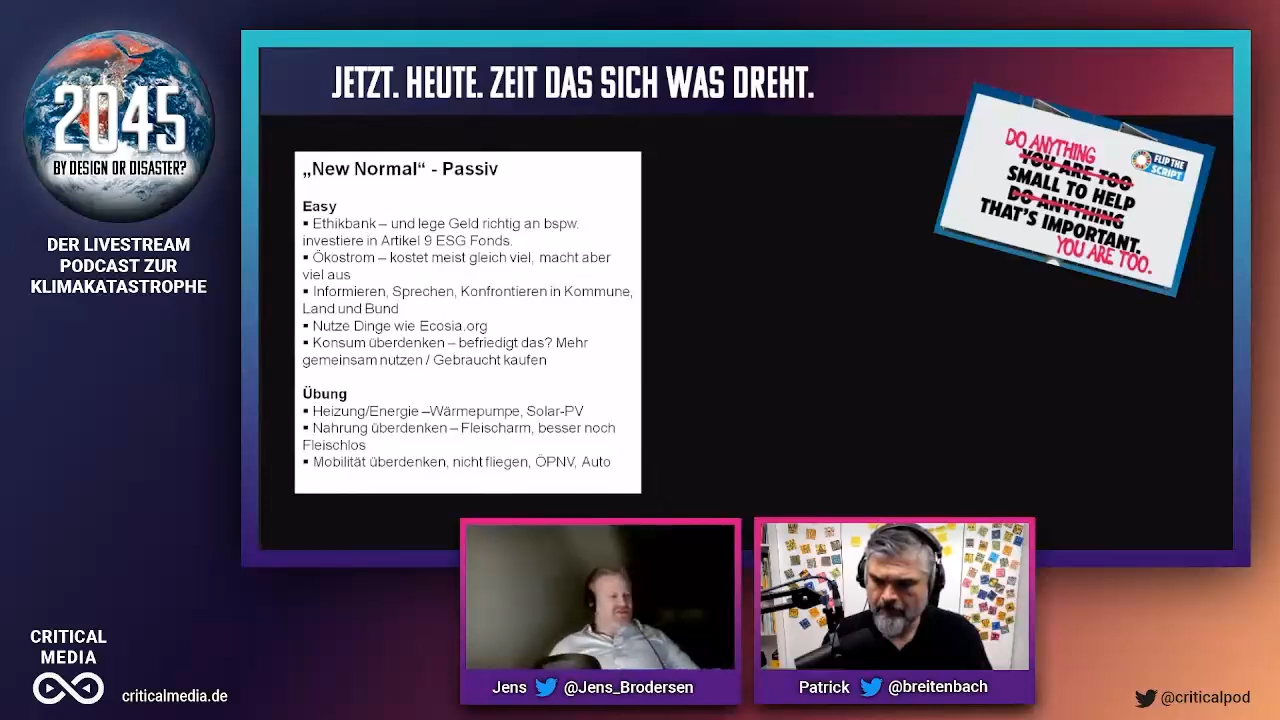 2045
BY DESIGN OR DISASTER?
DER LIVESTREAM
PODCAST ZUR
KLIMAKATASTROPHE
JETZT. HEUTE. ZEIT DAS SICH WAS DREHT.
„New Normal“ - Passiv
Easy
▪ Ethikbank – und lege Geld richtig an bspw.
investiere in Artikel 9 ESG Fonds.
▪ Ökostrom – kostet meist gleich viel, macht aber
viel aus
▪ Informieren, Sprechen, Konfrontieren in Kommune,
Land und Bund
▪ Nutze Dinge wie Ecosia.org
▪ Konsum überdenken – befriedigt das? Mehr
gemeinsam nutzen / Gebraucht kaufen
Übung
▪ Heizung/Energie –Wärmepumpe, Solar-PV
▪ Nahrung überdenken – Fleischarm, besser noch
Fleischlos
▪ Mobilität überdenken, nicht fliegen, ÖPNV, Auto
DO ANYTHING
YOU ARE TOO
SMALL TO HELP
DO ANYTHING
THAT'S IMPORTANT.
YOU ARE TOO.
FLIP THE
SCRIPT
Jens @Jens_Brodersen
Patrick @breitenbach
CRITICAL
MEDIA
criticalmedia.de
@criticalpod